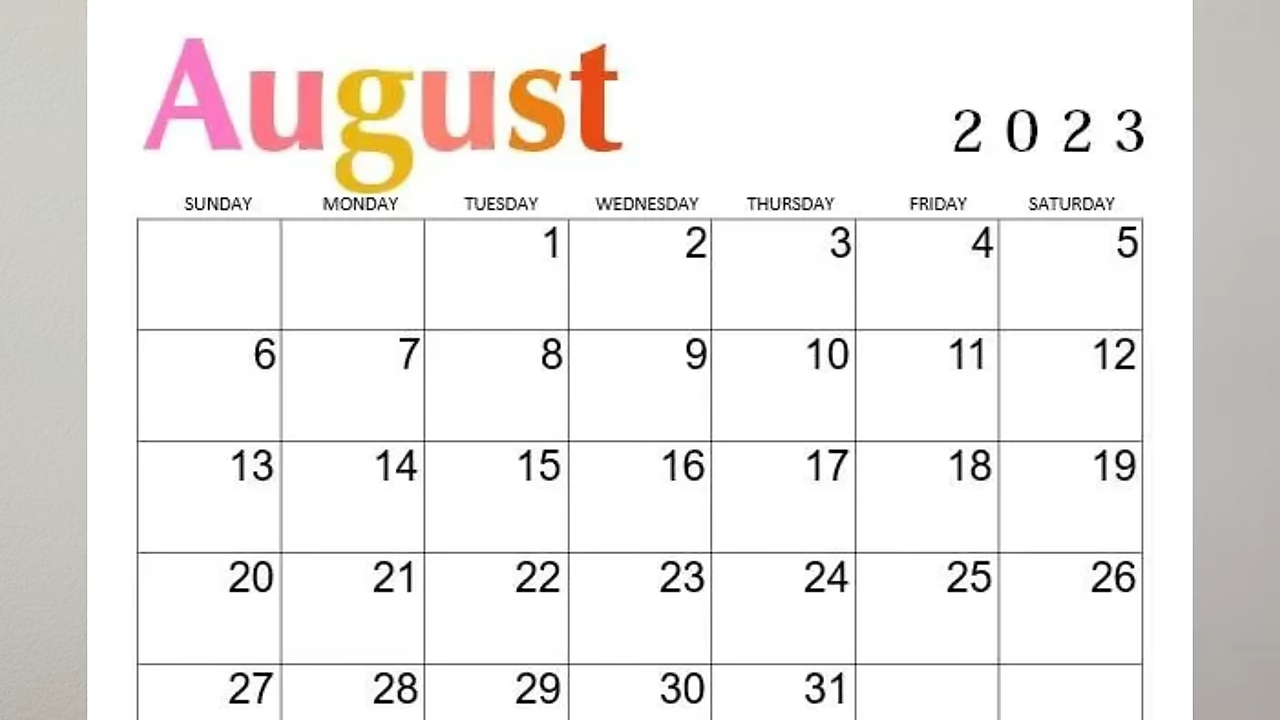 August
2023
SUNDAY MONDAY TUESDAY WEDNESDAY THURSDAY FRIDAY SATURDAY
1 2 3 4 5
6 7 8 9 10 11 12
13 14 15 16 17 18 19
20 21 22 23 24 25 26
27 28 29 30 31